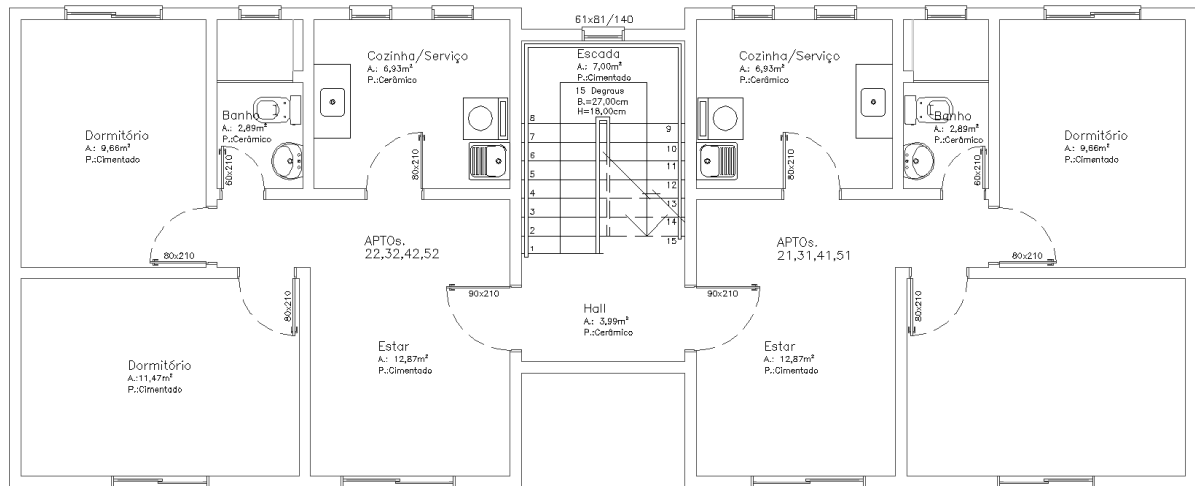 61x81/140
Cozinha/Serviço
A.: 6,93m²
P.:Cerâmico
Escada
A.: 7,00m²
P.:Cimentado
15 Degraus
B.=27,00cm
H=18,00cm
Cozinha/Serviço
A.: 6,93m²
P.:Cerâmico
Banho
A.: 2,89m²
P.:Cerâmico
Banho
A.: 2,89m²
P.:Cerâmico
Dormitório
A.: 9,66m²
P.:Cimentado
Dormitório
A.: 9,66m²
P.:Cimentado
8
7
6
5
4
3
2
1
9
10
11
12
13
14
15
60x210
80x210
80x210
60x210
APTOs.
22,32,42,52
APTOs.
21,31,41,51
80x210
80x210
80x210
90x210
90x210
80x210
Hall
A.: 3,99m²
P.:Cerâmico
Estar
A.: 12,87m²
P.:Cimentado
Estar
A.: 12,87m²
P.:Cimentado
Dormitório
A.:11,47m²
P.:Cimentado